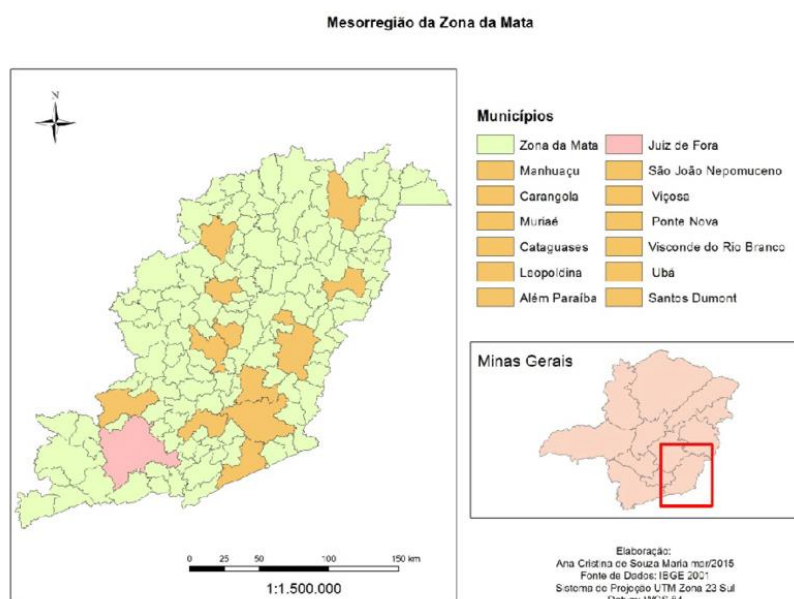 Mesorregião da Zona da Mata
N
Municípios
Zona da Mata
Juiz de Fora
Manhuaçu
São João Nepomuceno
Carangola
Viçosa
Muriaé
Ponte Nova
Cataguases
Visconde do Rio Branco
Leopoldina
Ubá
Além Paraíba
Santos Dumont
Minas Gerais
0 25 50 100 150 km
1:1.500.000
Elaboração:
Ana Cristina de Souza Maria mar/2015
Fonte de Dados: IBGE 2001
Sistema de Projeção UTM Zona 23 Sul